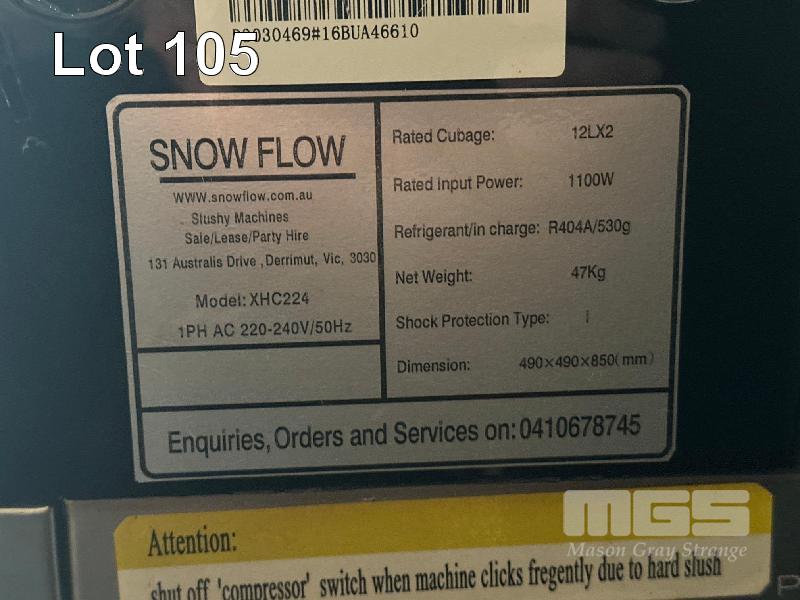 Lot 105
030469#16BUA46610
SNOW FLOW
WWW.snowflow.com.au
Slushy Machines
Sale/Lease/Party Hire
131 Australis Drive ,Derrimut, Vic, 3030
Model: XHC224
1PH AC 220-240V/50Hz
Rated Cubage: 12LX2
Rated Input Power: 1100W
Refrigerant/in charge: R404A/530g
Net Weight: 47Kg
Shock Protection Type: I
Dimension: 490×490×850(mm)
Enquiries, Orders and Services on: 0410678745
MGS
Mason Gray Strange
Attention:
shut off 'compressor' switch when machine clicks fregently due to hard slush